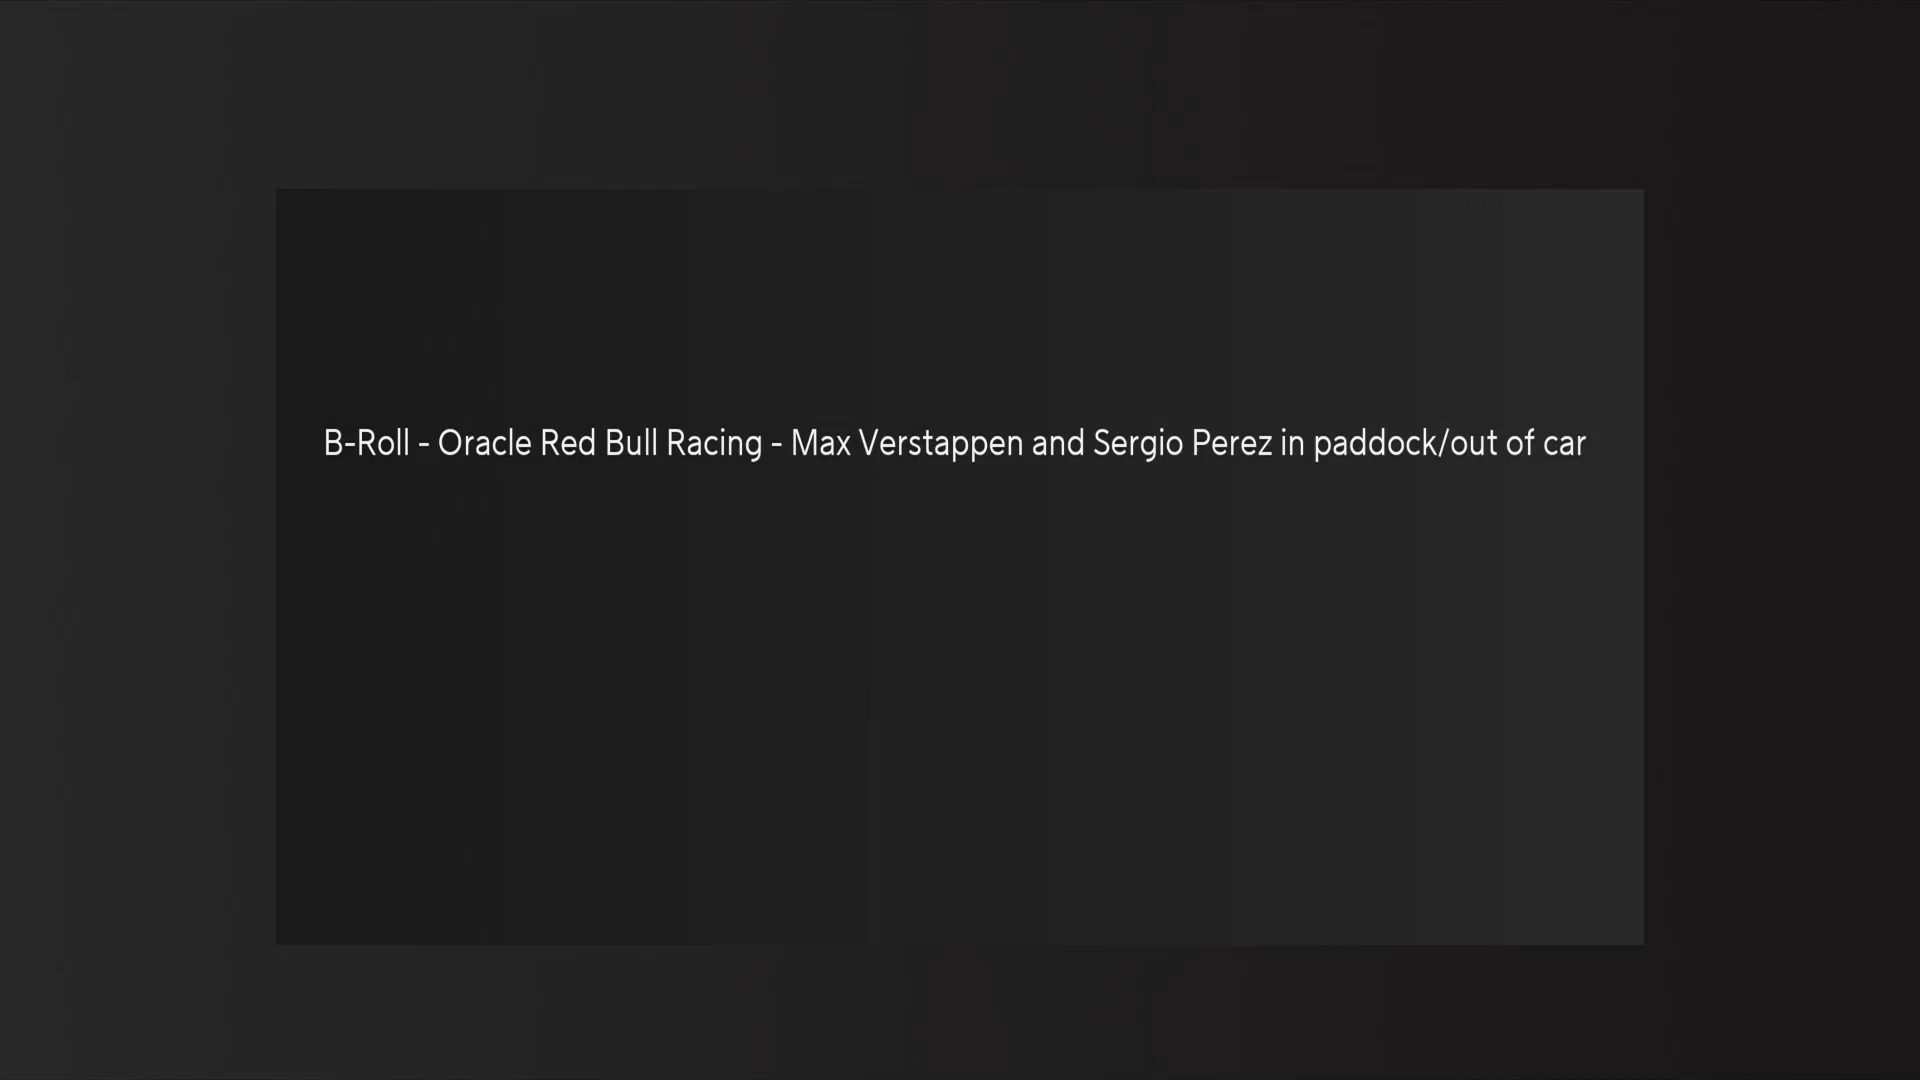 B-Roll - Oracle Red Bull Racing - Max Verstappen and Sergio Perez in paddock/out of car